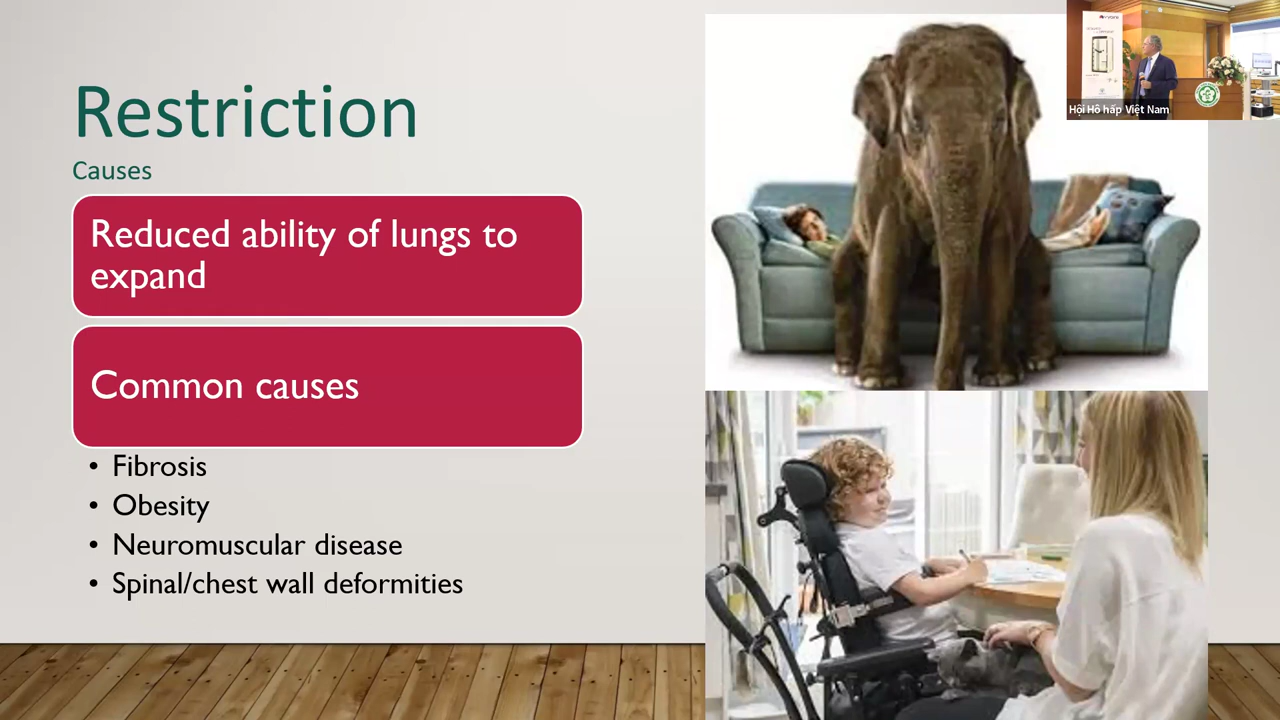 Restriction
Causes
Reduced ability of lungs to
expand
Common causes
• Fibrosis
• Obesity
• Neuromuscular disease
• Spinal/chest wall deformities
Hội Hô hấp Việt Nam